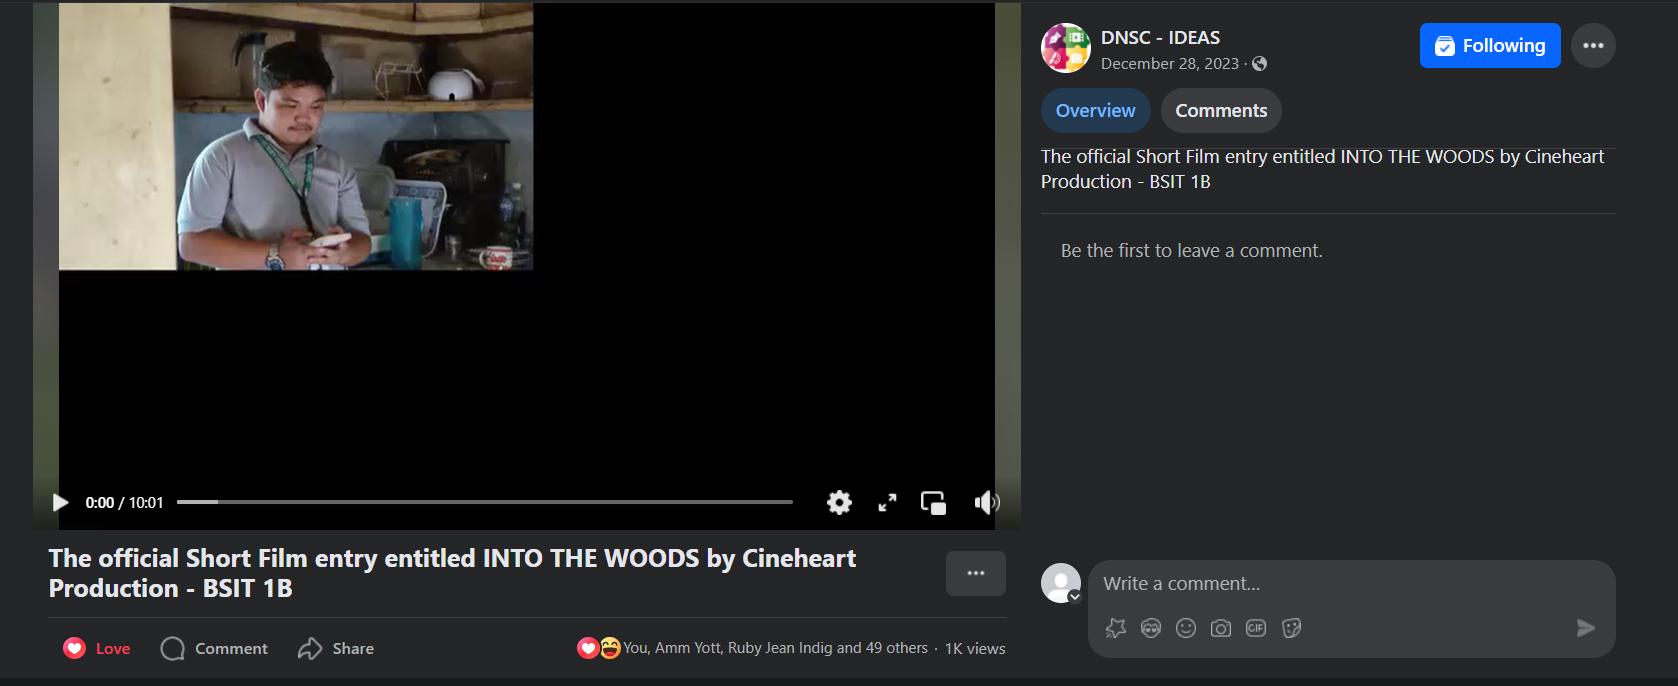 DNSC - IDEAS
December 28, 2023 ·
Following
Overview
Comments
The official Short Film entry entitled INTO THE WOODS by Cineheart
Production - BSIT 1B
Be the first to leave a comment.
0:00 / 10:01
The official Short Film entry entitled INTO THE WOODS by Cineheart
Production - BSIT 1B
Love
Comment
Share
You, Amm Yott, Ruby Jean Indig and 49 others · 1K views
Write a comment...
GIF